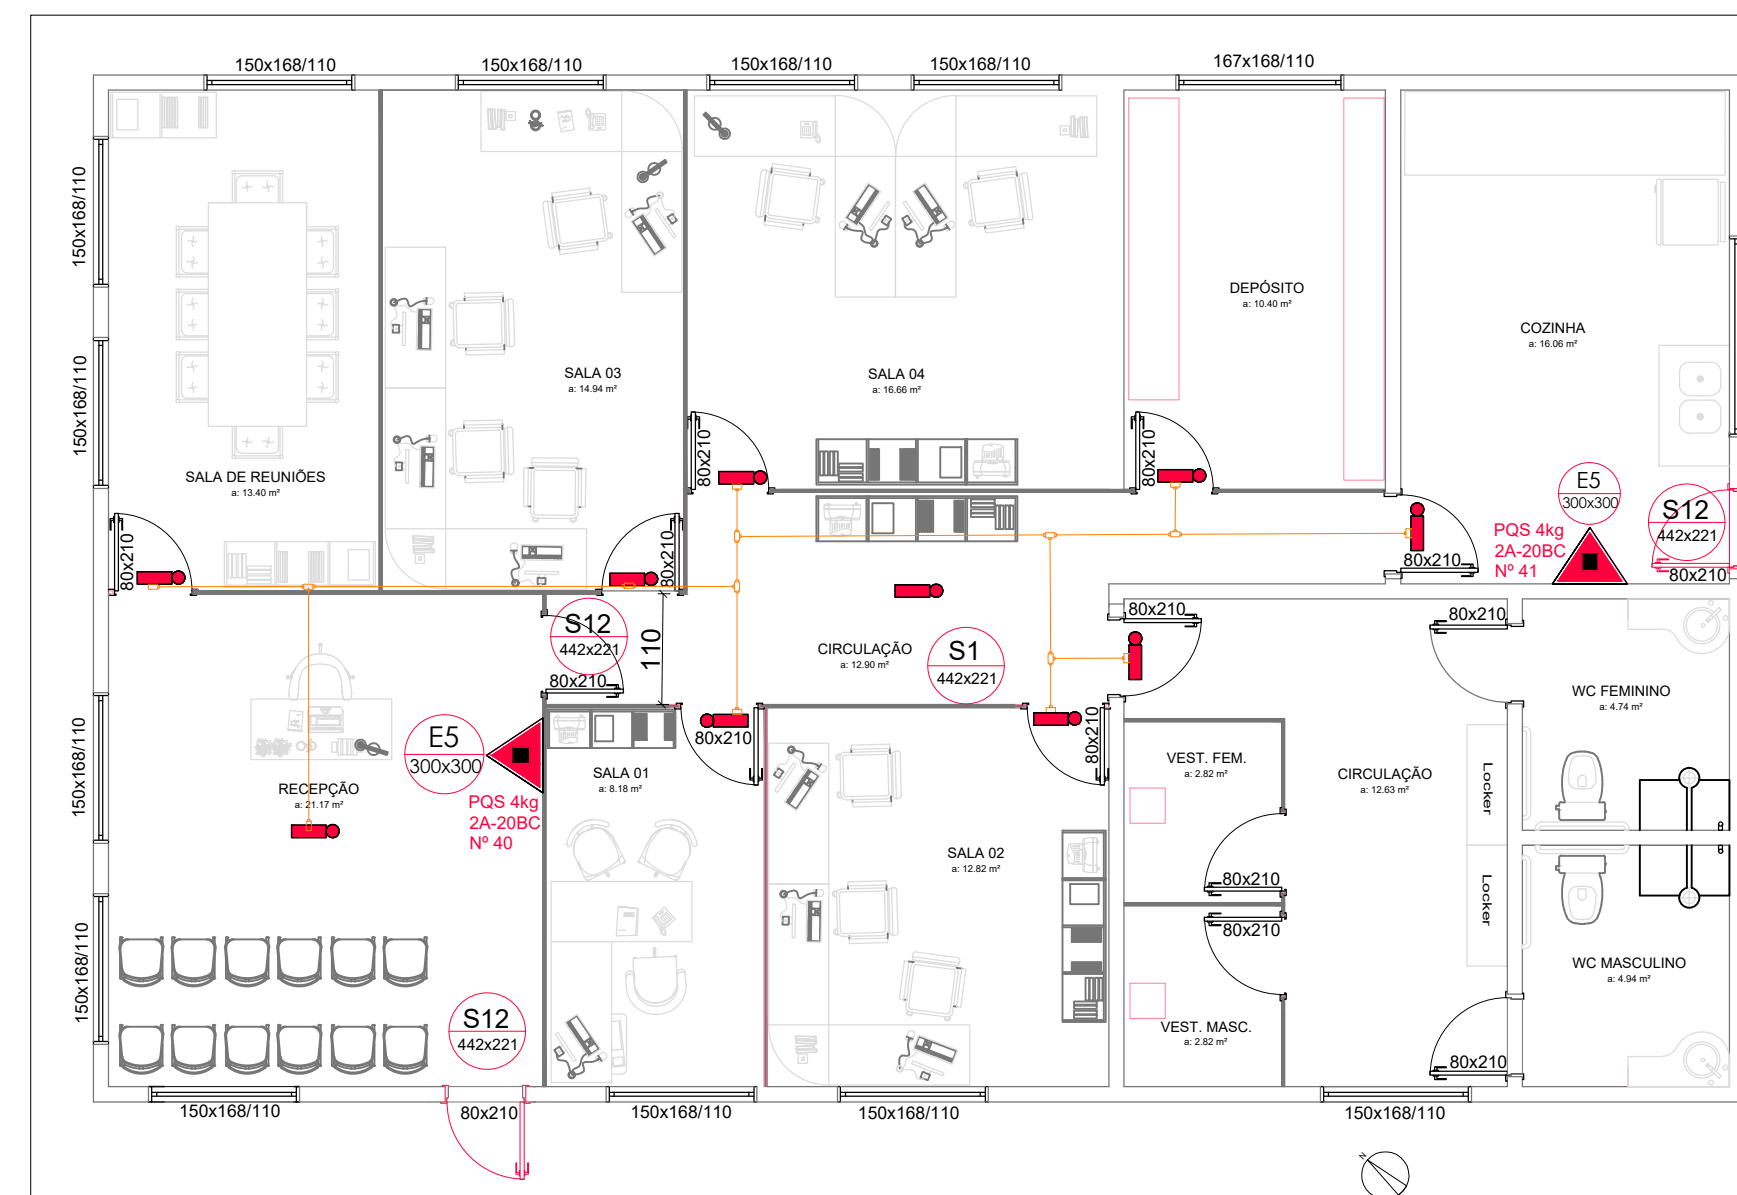 150x168/110
150x168/110
150x168/110
150x168/110
167x168/110
150x168/110
150x168/110
150x168/110
150x168/110
SALA DE REUNIÕES
a: 13.40 m²
80x210
SALA 03
a: 14.94 m²
80x210
SALA 04
a: 16.66 m²
80x210
DEPÓSITO
a: 10.40 m²
80x210
COZINHA
a: 16.06 m²
E5
300x300
PQS 4kg
2A-20BC
Nº 41
S12
442x221
80x210
80x210
S12
442x221
80x210
110
CIRCULAÇÃO
a: 12.90 m²
S1
442x221
80x210
80x210
WC FEMININO
a: 4.74 m²
RECEPÇÃO
a: 21.17 m²
E5
300x300
PQS 4kg
2A-20BC
Nº 40
SALA 01
a: 8.18 m²
80x210
80x210
SALA 02
a: 12.82 m²
VEST. FEM.
a: 2.82 m²
80x210
80x210
VEST. MASC.
a: 2.82 m²
CIRCULAÇÃO
a: 12.63 m²
Locker
Locker
WC MASCULINO
a: 4.94 m²
80x210
S12
442x221
150x168/110
80x210
150x168/110
150x168/110
150x168/110
N